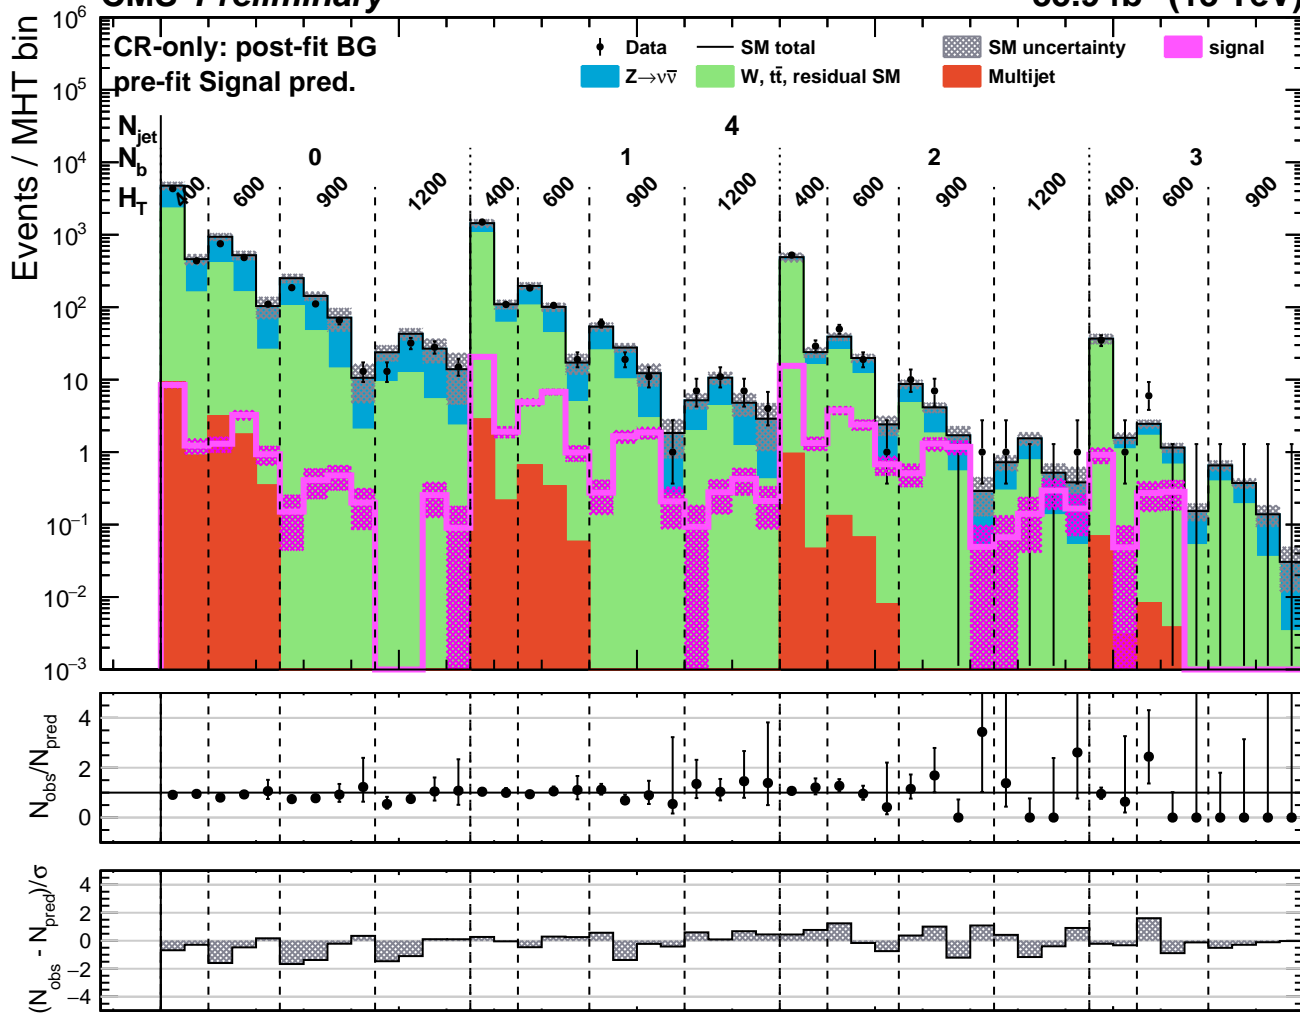 CMS Preliminary
(13 TeV)
Events / MHT bin
10^6
10^5
10^4
10^3
10^2
10
1
10^−1
10^−2
10^−3
CR-only: post-fit BG
pre-fit Signal pred.
Data
SM total
SM uncertainty
signal
Z→νν̅
W, tt̅, residual SM
Multijet
N_jet
4
N_b
0
1
2
3
H_T
400
600
900
1200
400
600
900
1200
400
600
900
1200
400
600
900
N_obs/N_pred
4
2
0
(N_obs - N_pred)/σ
4
2
0
−2
−4